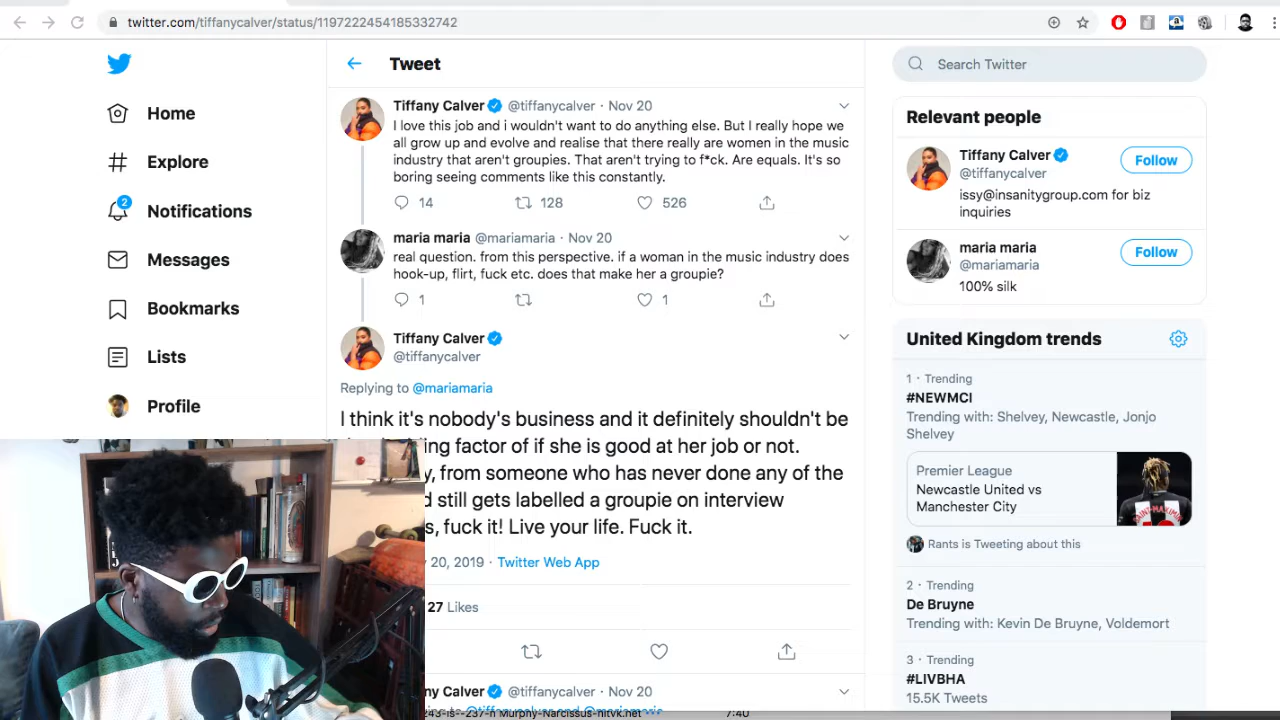 twitter.com/tiffanycalver/status/1197222454185332742
Home
Explore
2
Notifications
Messages
Bookmarks
Lists
Profile
Tweet
Tiffany Calver @tiffanycalver · Nov 20
I love this job and i wouldn't want to do anything else. But I really hope we
all grow up and evolve and realise that there really are women in the music
industry that aren't groupies. That aren't trying to f*ck. Are equals. It's so
boring seeing comments like this constantly.
14 128 526
maria maria @mariamaria · Nov 20
real question. from this perspective. if a woman in the music industry does
hook-up, flirt, fuck etc. does that make her a groupie?
1 1
Tiffany Calver
@tiffanycalver
Replying to @mariamaria
I think it's nobody's business and it definitely shouldn't be
factor of if she is good at her job or not.
from someone who has never done any of the
still gets labelled a groupie on interview
fuck it! Live your life. Fuck it.
20, 2019 · Twitter Web App
27 Likes
Calver @tiffanycalver · Nov 20
@tiffanycalver and @mariamaria
7:40
Search Twitter
Relevant people
Tiffany Calver
@tiffanycalver
Follow
issy@insanitygroup.com for biz
inquiries
maria maria
@mariamaria
Follow
100% silk
United Kingdom trends
1 · Trending
#NEWMCI
Trending with: Shelvey, Newcastle, Jonjo
Shelvey
Premier League
Newcastle United vs
Manchester City
Rants is Tweeting about this
2 · Trending
De Bruyne
Trending with: Kevin De Bruyne, Voldemort
3 · Trending
#LIVBHA
15.5K Tweets